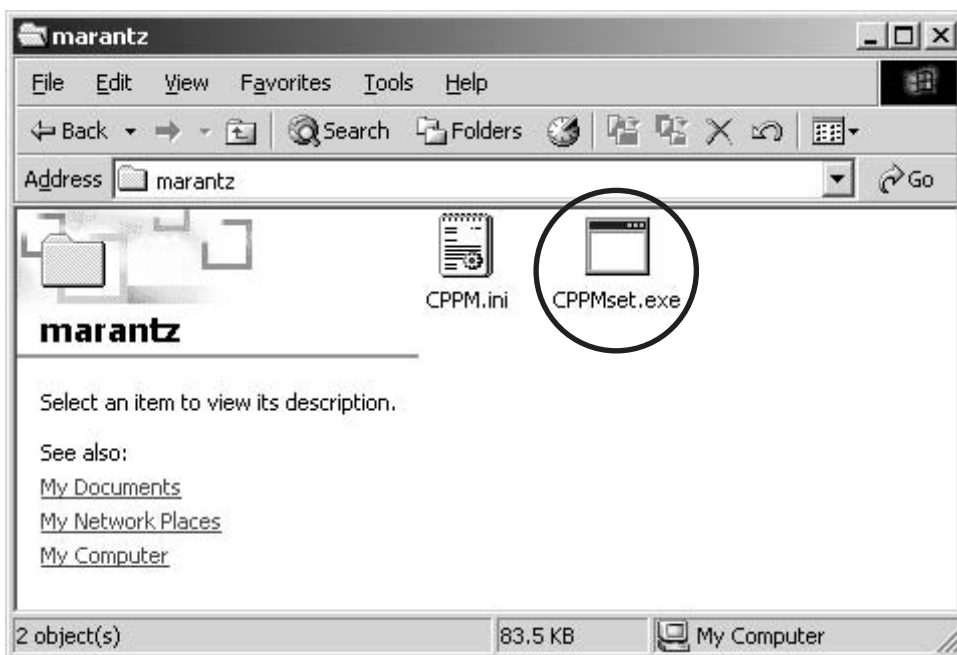 marantz
File Edit View Favorites Tools Help
Back Search Folders
Address marantz Go
CPPM.ini CPPMset.exe
marantz
Select an item to view its description.
See also:
My Documents
My Network Places
My Computer
2 object(s) 83.5 KB My Computer